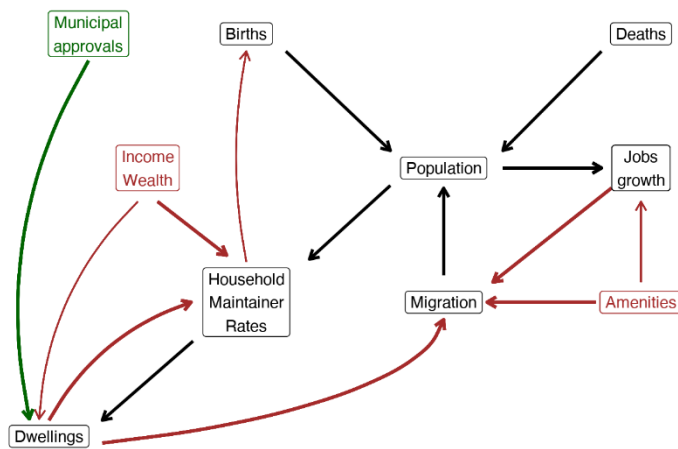 Municipal
approvals
Births
Deaths
Income
Wealth
Population
Jobs
growth
Household
Maintainer
Rates
Migration
Amenities
Dwellings